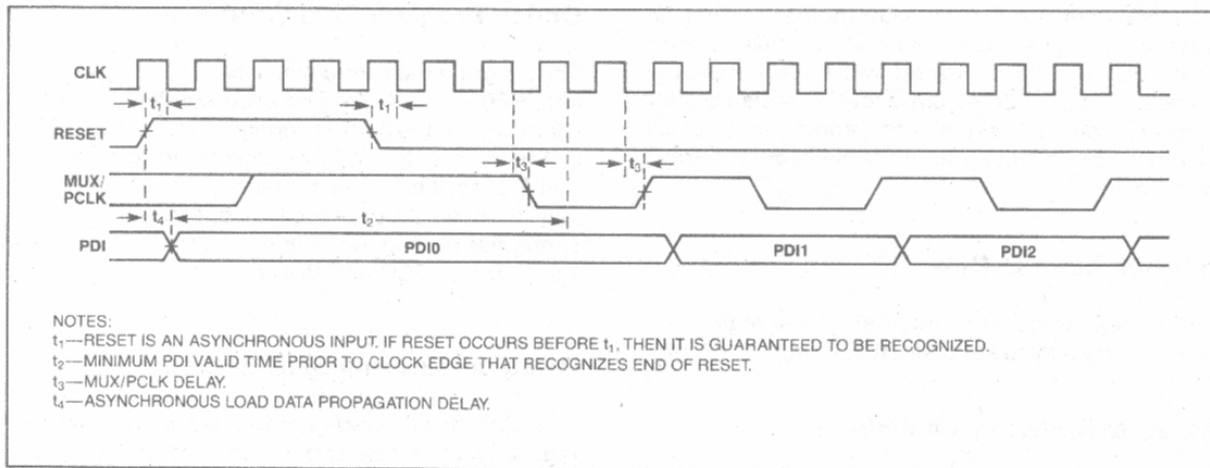 CLK
t₁
t₁
RESET
t₃
t₃
MUX/
PCLK
t₄
t₂
PDI
PDI0
PDI1
PDI2
NOTES:
t₁—RESET IS AN ASYNCHRONOUS INPUT. IF RESET OCCURS BEFORE t₁, THEN IT IS GUARANTEED TO BE RECOGNIZED.
t₂—MINIMUM PDI VALID TIME PRIOR TO CLOCK EDGE THAT RECOGNIZES END OF RESET.
t₃—MUX/PCLK DELAY.
t₄—ASYNCHRONOUS LOAD DATA PROPAGATION DELAY.